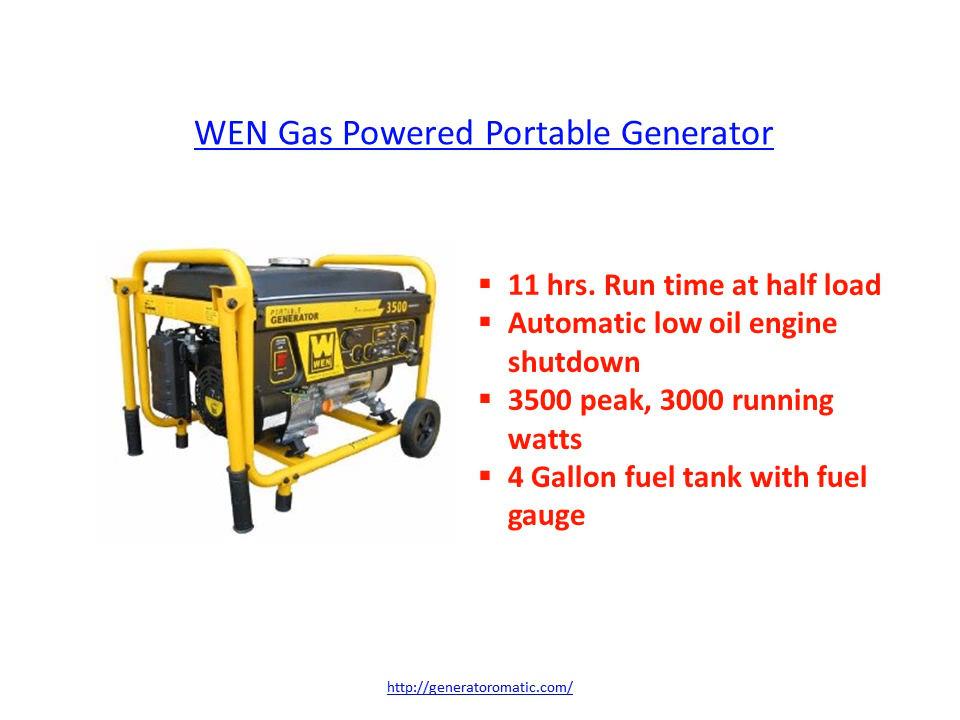 WEN Gas Powered Portable Generator
PORTABLE
GENERATOR
3500
WEN
▪ 11 hrs. Run time at half load
▪ Automatic low oil engine
shutdown
▪ 3500 peak, 3000 running
watts
▪ 4 Gallon fuel tank with fuel
gauge
http://generatoromatic.com/